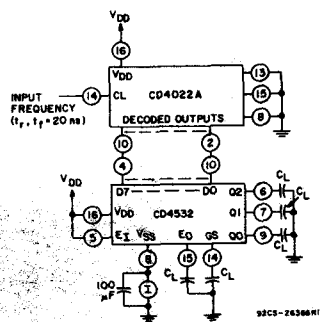 VDD
16
VDD
13
INPUT
FREQUENCY
(tr, tf = 20 ns)
14
CL
CD4022A
15
DECODED OUTPUTS
8
10
2
4
10
VDD
D7
D0
Q2
6
CL
CL
16
VDD
CD4532
Q1
7
CL
5
EI
VSS
EO
GS
Q0
9
CL
8
15
14
100
µF
I
CL
CL
92CS-26366R1